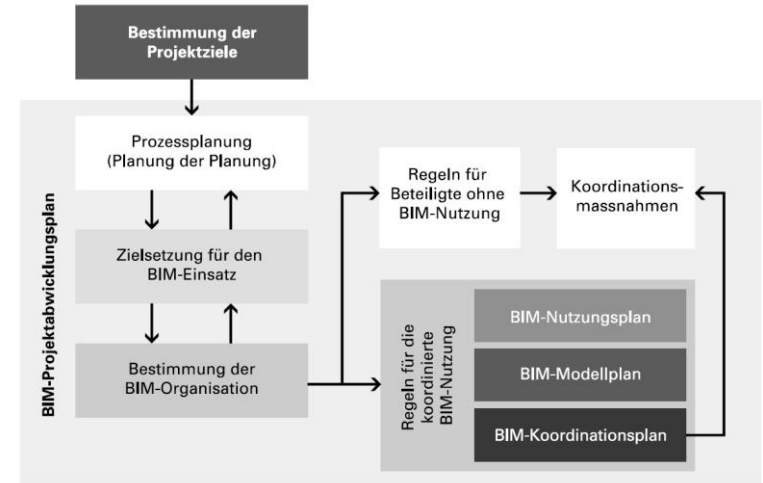 Bestimmung der
Projektziele
BIM-Projektabwicklungsplan
Prozessplanung
(Planung der Planung)
Zielsetzung für den
BIM-Einsatz
Bestimmung der
BIM-Organisation
Regeln für
Beteiligte ohne
BIM-Nutzung
Koordinations-
massnahmen
Regeln für die
koordinierte
BIM-Nutzung
BIM-Nutzungsplan
BIM-Modellplan
BIM-Koordinationsplan